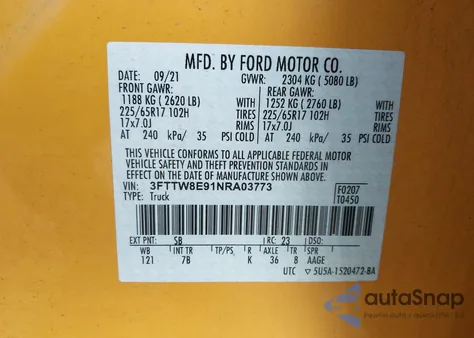 MFD. BY FORD MOTOR CO.
DATE: 09/21 GVWR: 2304 KG ( 5080 LB)
FRONT GAWR: REAR GAWR:
1188 KG ( 2620 LB) 1252 KG ( 2760 LB)
225/65R17 102H TIRES 225/65R17 102H TIRES
17x7.0J RIMS 17x7.0J RIMS
AT 240 kPa/ 35 PSI COLD AT 240 kPa/ 35 PSI COLD
THIS VEHICLE CONFORMS TO ALL APPLICABLE FEDERAL MOTOR
VEHICLE SAFETY AND THEFT PREVENTION STANDARDS IN
EFFECT ON THE DATE OF MANUFACTURE SHOWN ABOVE.
VIN: 3FTTW8E91NRA03773 F0207
TYPE: Truck T0450
EXT PNT: SB RC: 23 DSO:
WB BRK INT TR TP/PS R AXLE TR SPR
121 7B K 36 8 AAGE
UTC ▽5U5A-1520472-BA
autoSnap